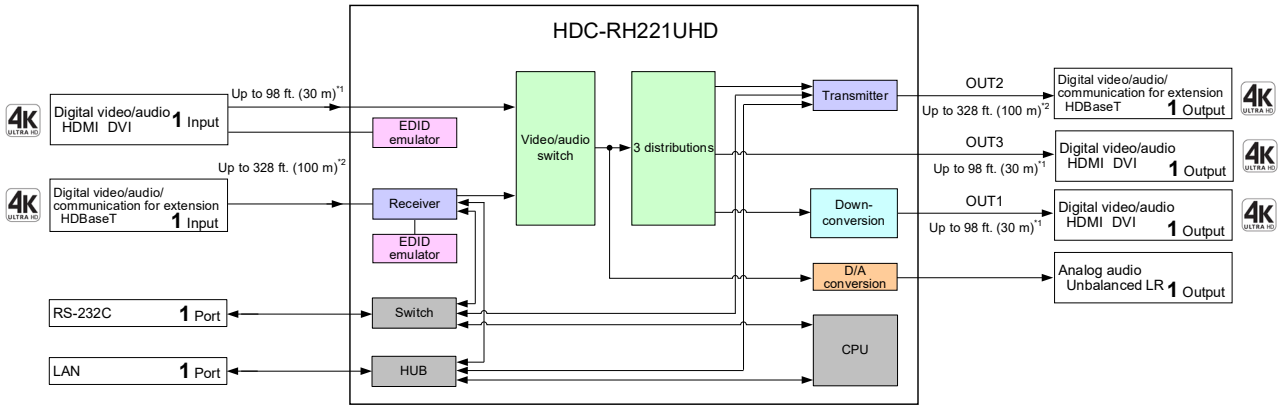 HDC-RH221UHD
4K
ULTRA HD
Digital video/audio
HDMI DVI 1 Input
Up to 98 ft. (30 m)*1
EDID
emulator
4K
ULTRA HD
Digital video/audio/
communication for extension
HDBaseT
1 Input
Up to 328 ft. (100 m)*2
Receiver
EDID
emulator
Video/audio
switch
3 distributions
Transmitter
OUT2
Up to 328 ft. (100 m)*2
Digital video/audio/
communication for extension
HDBaseT 1 Output
4K
ULTRA HD
OUT3
Up to 98 ft. (30 m)*1
Digital video/audio
HDMI DVI
1 Output
4K
ULTRA HD
Down-
conversion
OUT1
Up to 98 ft. (30 m)*1
Digital video/audio
HDMI DVI
1 Output
4K
ULTRA HD
D/A
conversion
Analog audio
Unbalanced LR 1 Output
RS-232C 1 Port
Switch
LAN 1 Port
HUB
CPU